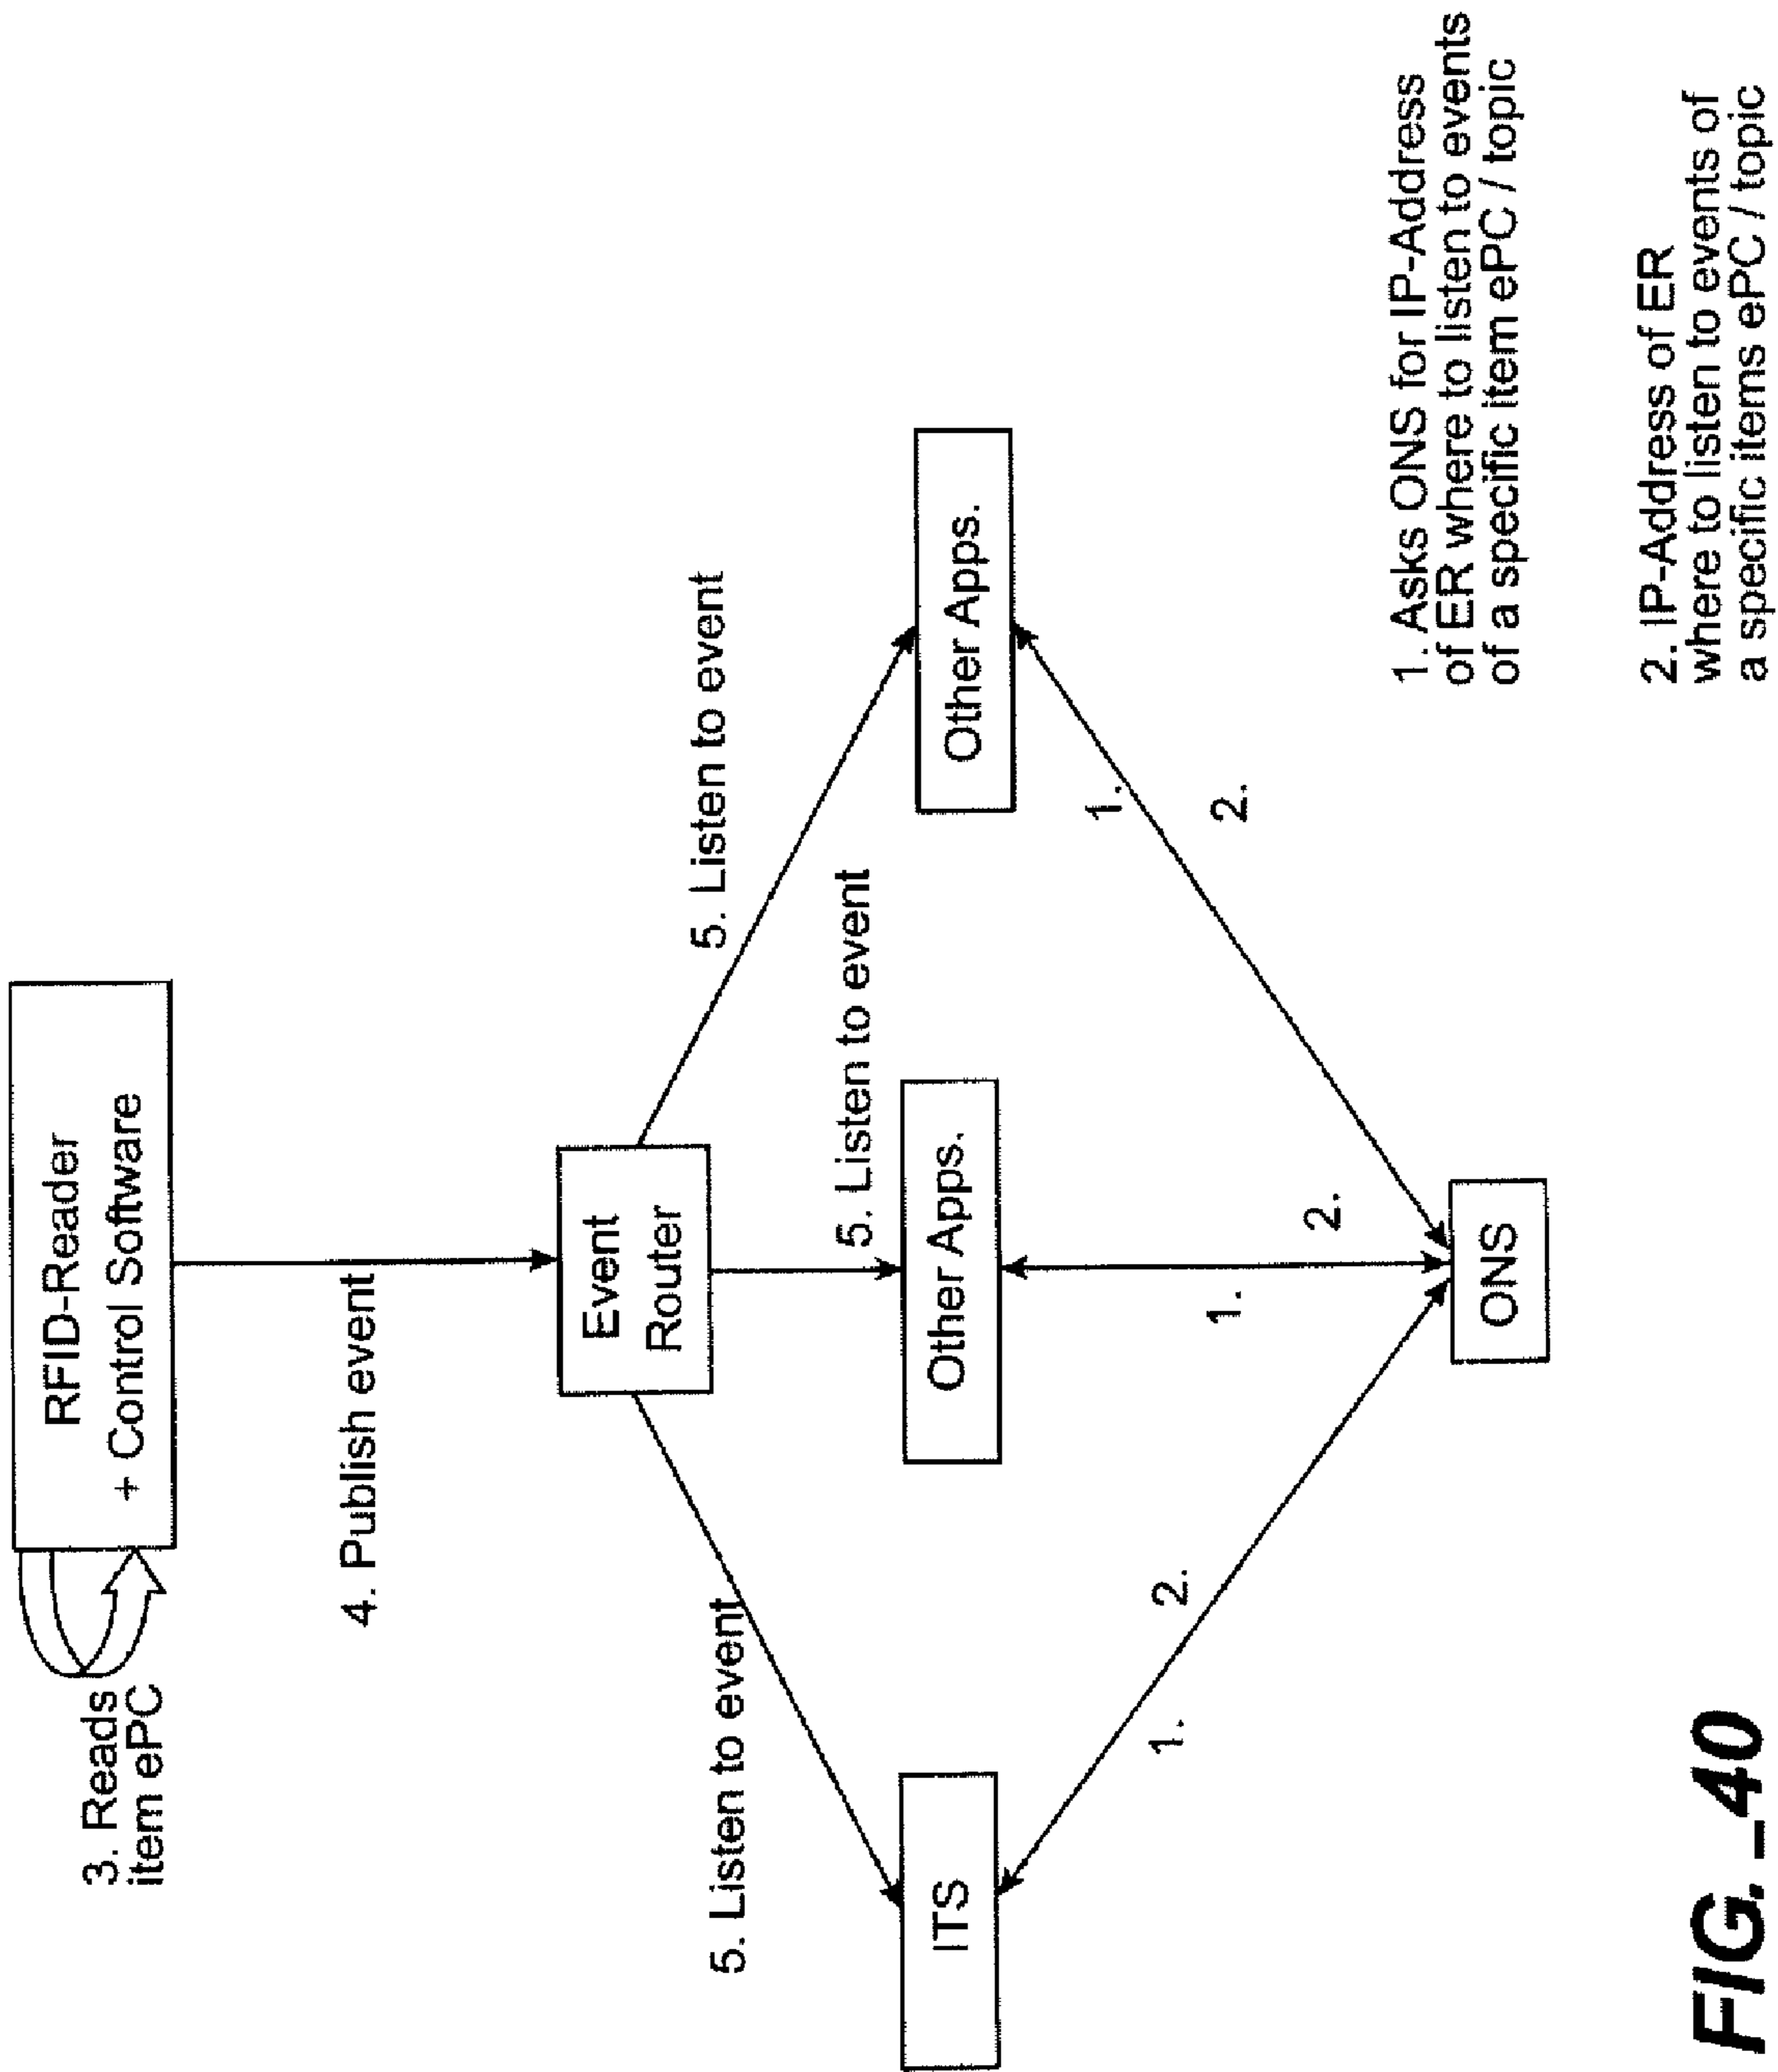 RFID-Reader
+ Control Software
3. Reads
item ePC
4. Publish event
Event
Router
5. Listen to event
5. Listen to event
5. Listen to event
ITS
Other Apps.
Other Apps.
1.
2.
1.
2.
1.
2.
ONS
1. Asks ONS for IP-Address
of ER where to listen to events
of a specific item ePC / topic
2. IP-Address of ER
where to listen to events of
a specific items ePC / topic
FIG._40